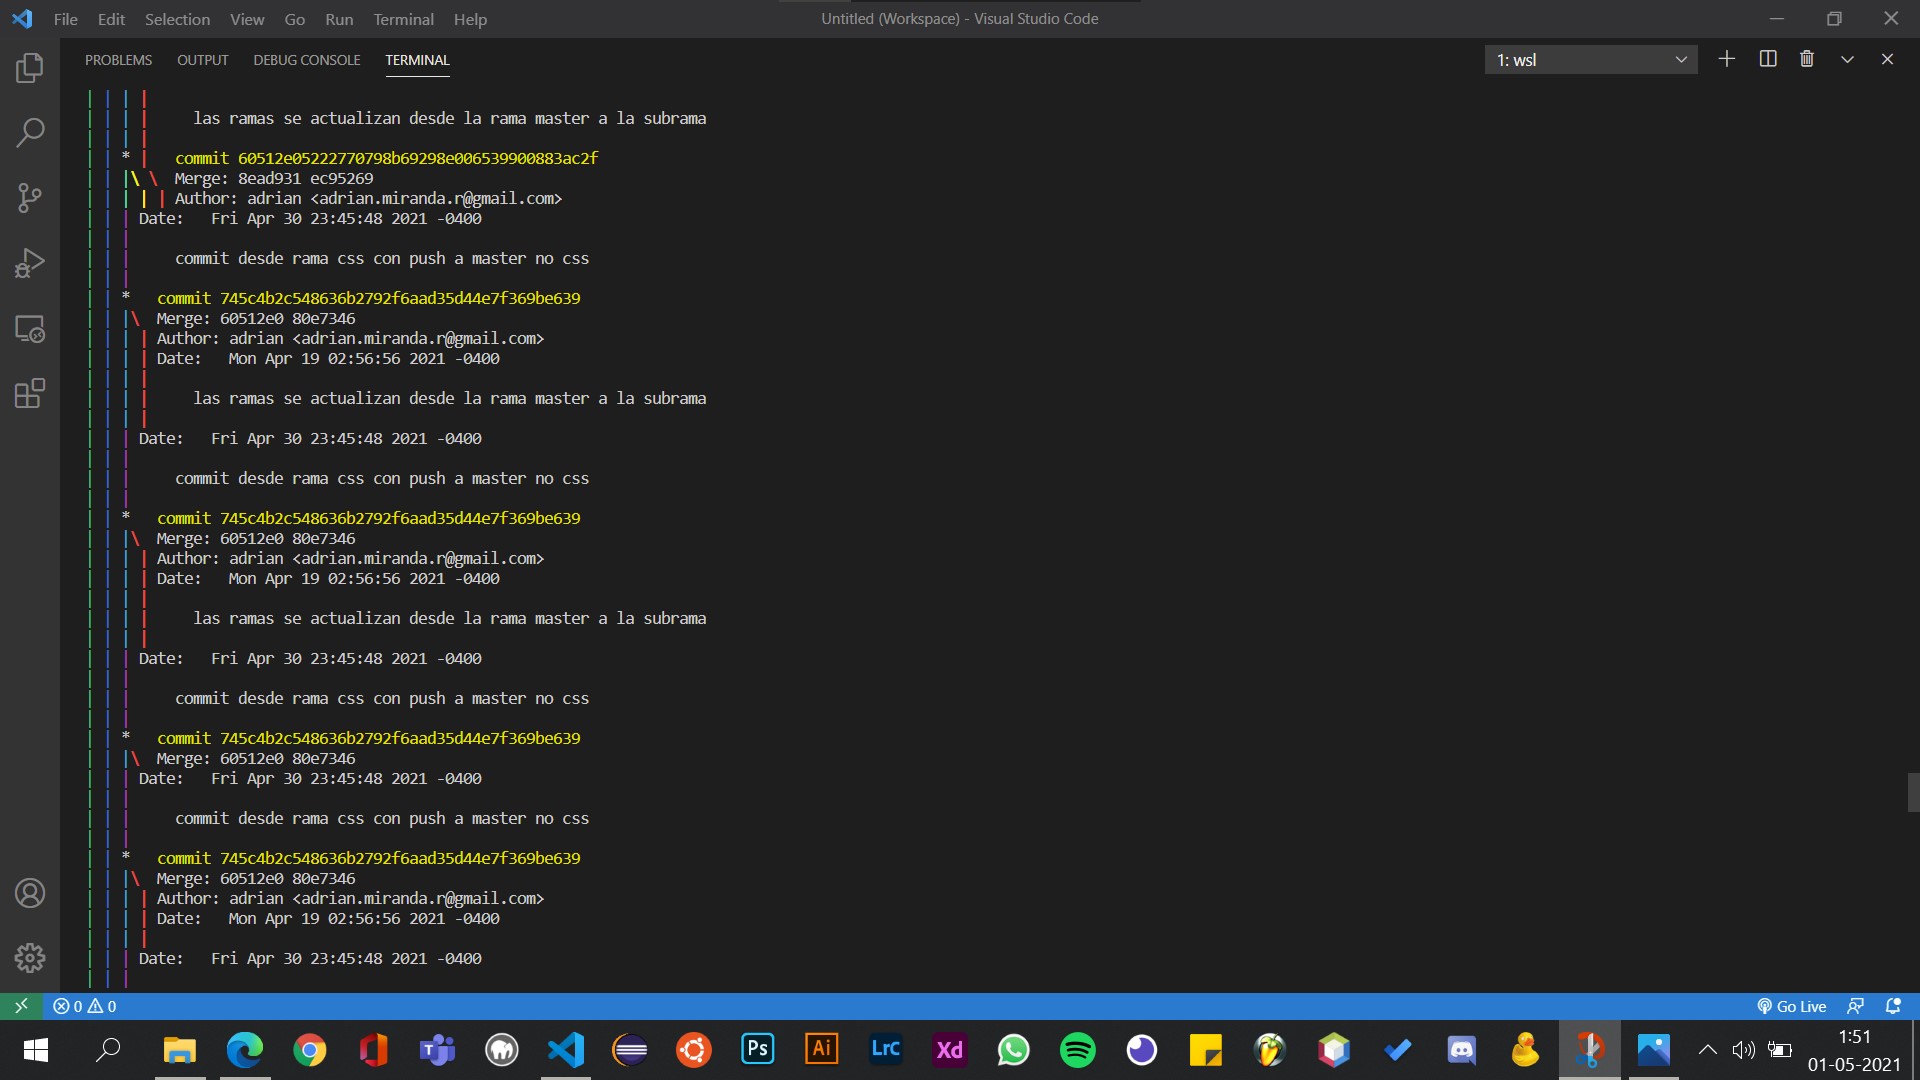 File Edit Selection View Go Run Terminal Help
Untitled (Workspace) - Visual Studio Code
PROBLEMS OUTPUT DEBUG CONSOLE TERMINAL
1: wsl
| | | |
| | | |     las ramas se actualizan desde la rama master a la subrama
| | | |
| | * |   commit 60512e05222770798b69298e006539900883ac2f
| | |\ \  Merge: 8ead931 ec95269
| | | | | Author: adrian <adrian.miranda.r@gmail.com>
| | | Date:   Fri Apr 30 23:45:48 2021 -0400
| | |
| | |     commit desde rama css con push a master no css
| | |
| | *   commit 745c4b2c548636b2792f6aad35d44e7f369be639
| | |\  Merge: 60512e0 80e7346
| | | | Author: adrian <adrian.miranda.r@gmail.com>
| | | | Date:   Mon Apr 19 02:56:56 2021 -0400
| | | |
| | | |     las ramas se actualizan desde la rama master a la subrama
| | | |
| | | Date:   Fri Apr 30 23:45:48 2021 -0400
| | |
| | |     commit desde rama css con push a master no css
| | |
| | *   commit 745c4b2c548636b2792f6aad35d44e7f369be639
| | |\  Merge: 60512e0 80e7346
| | | | Author: adrian <adrian.miranda.r@gmail.com>
| | | | Date:   Mon Apr 19 02:56:56 2021 -0400
| | | |
| | | |     las ramas se actualizan desde la rama master a la subrama
| | | |
| | | Date:   Fri Apr 30 23:45:48 2021 -0400
| | |
| | |     commit desde rama css con push a master no css
| | |
| | *   commit 745c4b2c548636b2792f6aad35d44e7f369be639
| | |\  Merge: 60512e0 80e7346
| | | Date:   Fri Apr 30 23:45:48 2021 -0400
| | |
| | |     commit desde rama css con push a master no css
| | |
| | *   commit 745c4b2c548636b2792f6aad35d44e7f369be639
| | |\  Merge: 60512e0 80e7346
| | | | Author: adrian <adrian.miranda.r@gmail.com>
| | | | Date:   Mon Apr 19 02:56:56 2021 -0400
| | | |
| | | Date:   Fri Apr 30 23:45:48 2021 -0400
| | |
0 0
Go Live
T Ps Ai LrC Xd
1:51
01-05-2021